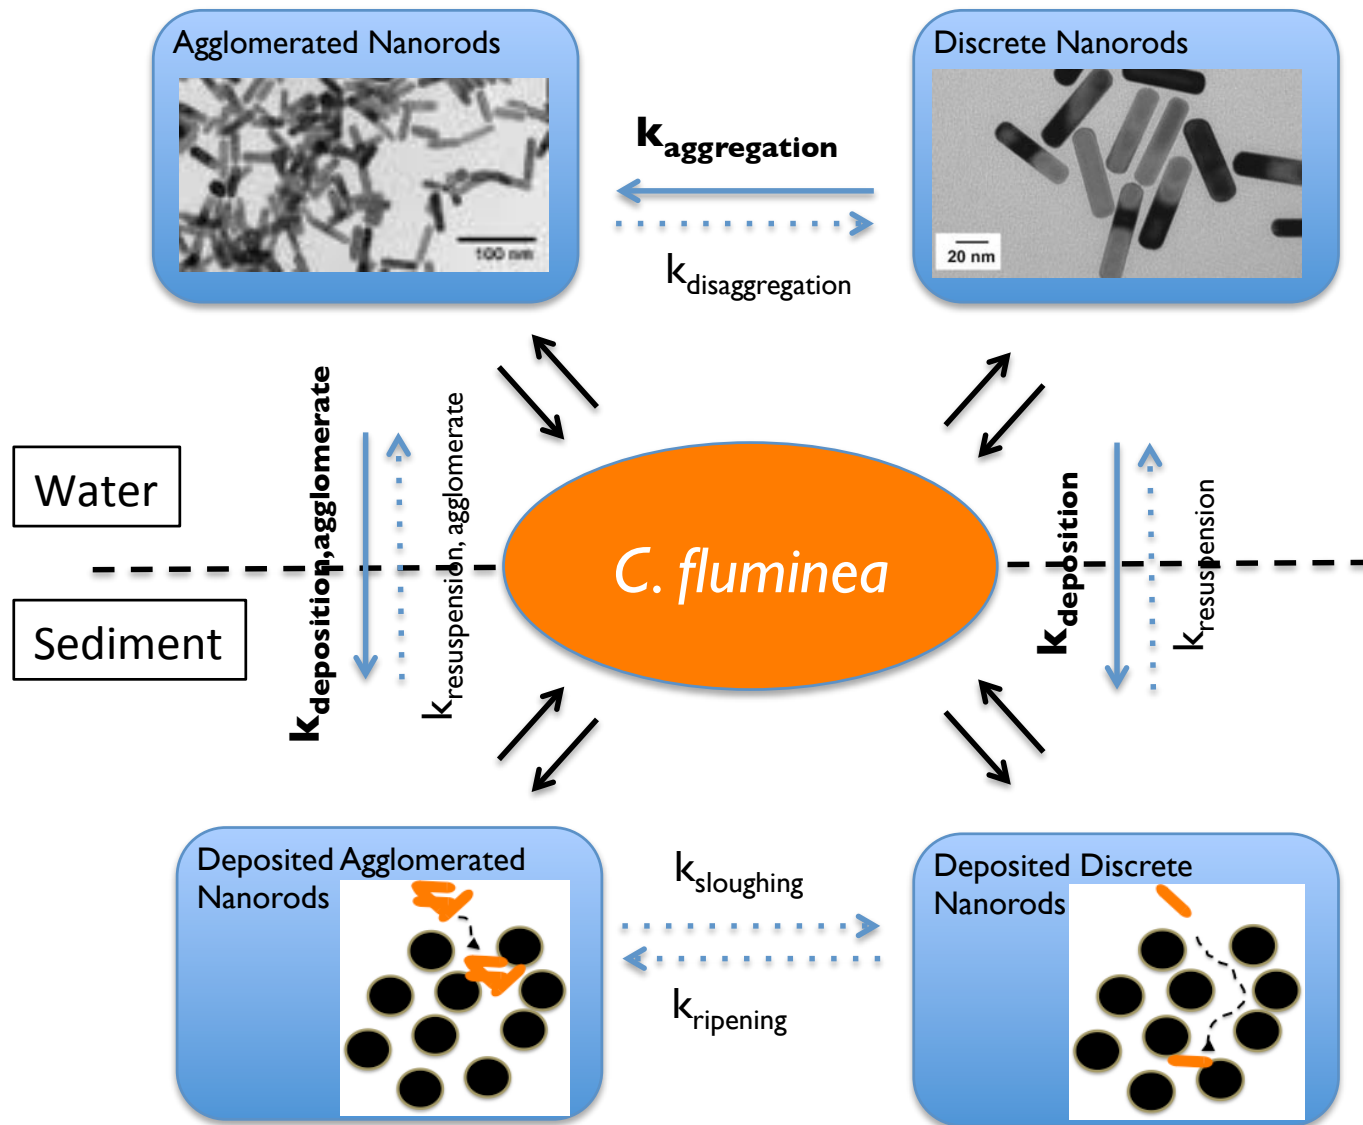 Agglomerated Nanorods
100 nm
Discrete Nanorods
20 nm
kaggregation
kdisaggregation
Water
Sediment
kdeposition,agglomerate
kresuspension, agglomerate
C. fluminea
kdeposition
kresuspension
Deposited Agglomerated
Nanorods
ksloughing
kripening
Deposited Discrete
Nanorods